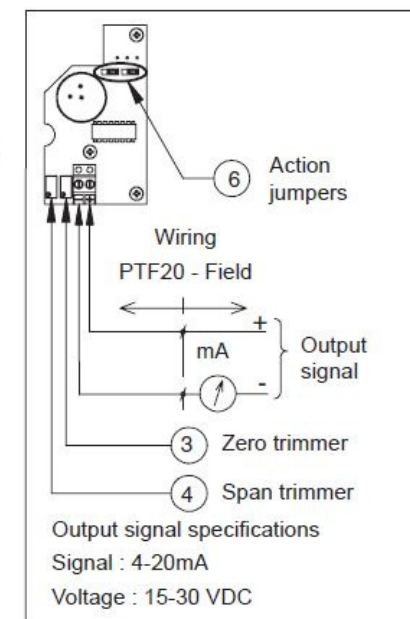 6
Action
jumpers
Wiring
PTF20 - Field
+
mA
Output
signal
-
3
Zero trimmer
4
Span trimmer
Output signal specifications
Signal : 4-20mA
Voltage : 15-30 VDC